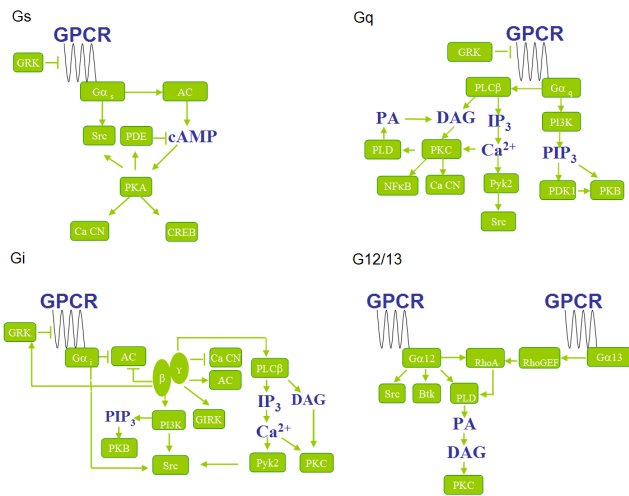 Gs
GPCR
GRK
Gα s
AC
Src
PDE
cAMP
PKA
Ca CN
CREB
Gq
GPCR
GRK
PLCβ
Gα q
PA
DAG
IP3
PI3K
PLD
PKC
Ca2+
PIP3
NFκB
Ca CN
Pyk2
PDK1
PKB
Src
Gi
GPCR
GRK
Gα i
AC
β
γ
Ca CN
AC
PLCβ
GIRK
IP3
DAG
PIP3
PI3K
Ca2+
PKB
Src
Pyk2
PKC
G12/13
GPCR
GPCR
Gα12
RhoA
RhoGEF
Gα13
Src
Btk
PLD
PA
DAG
PKC